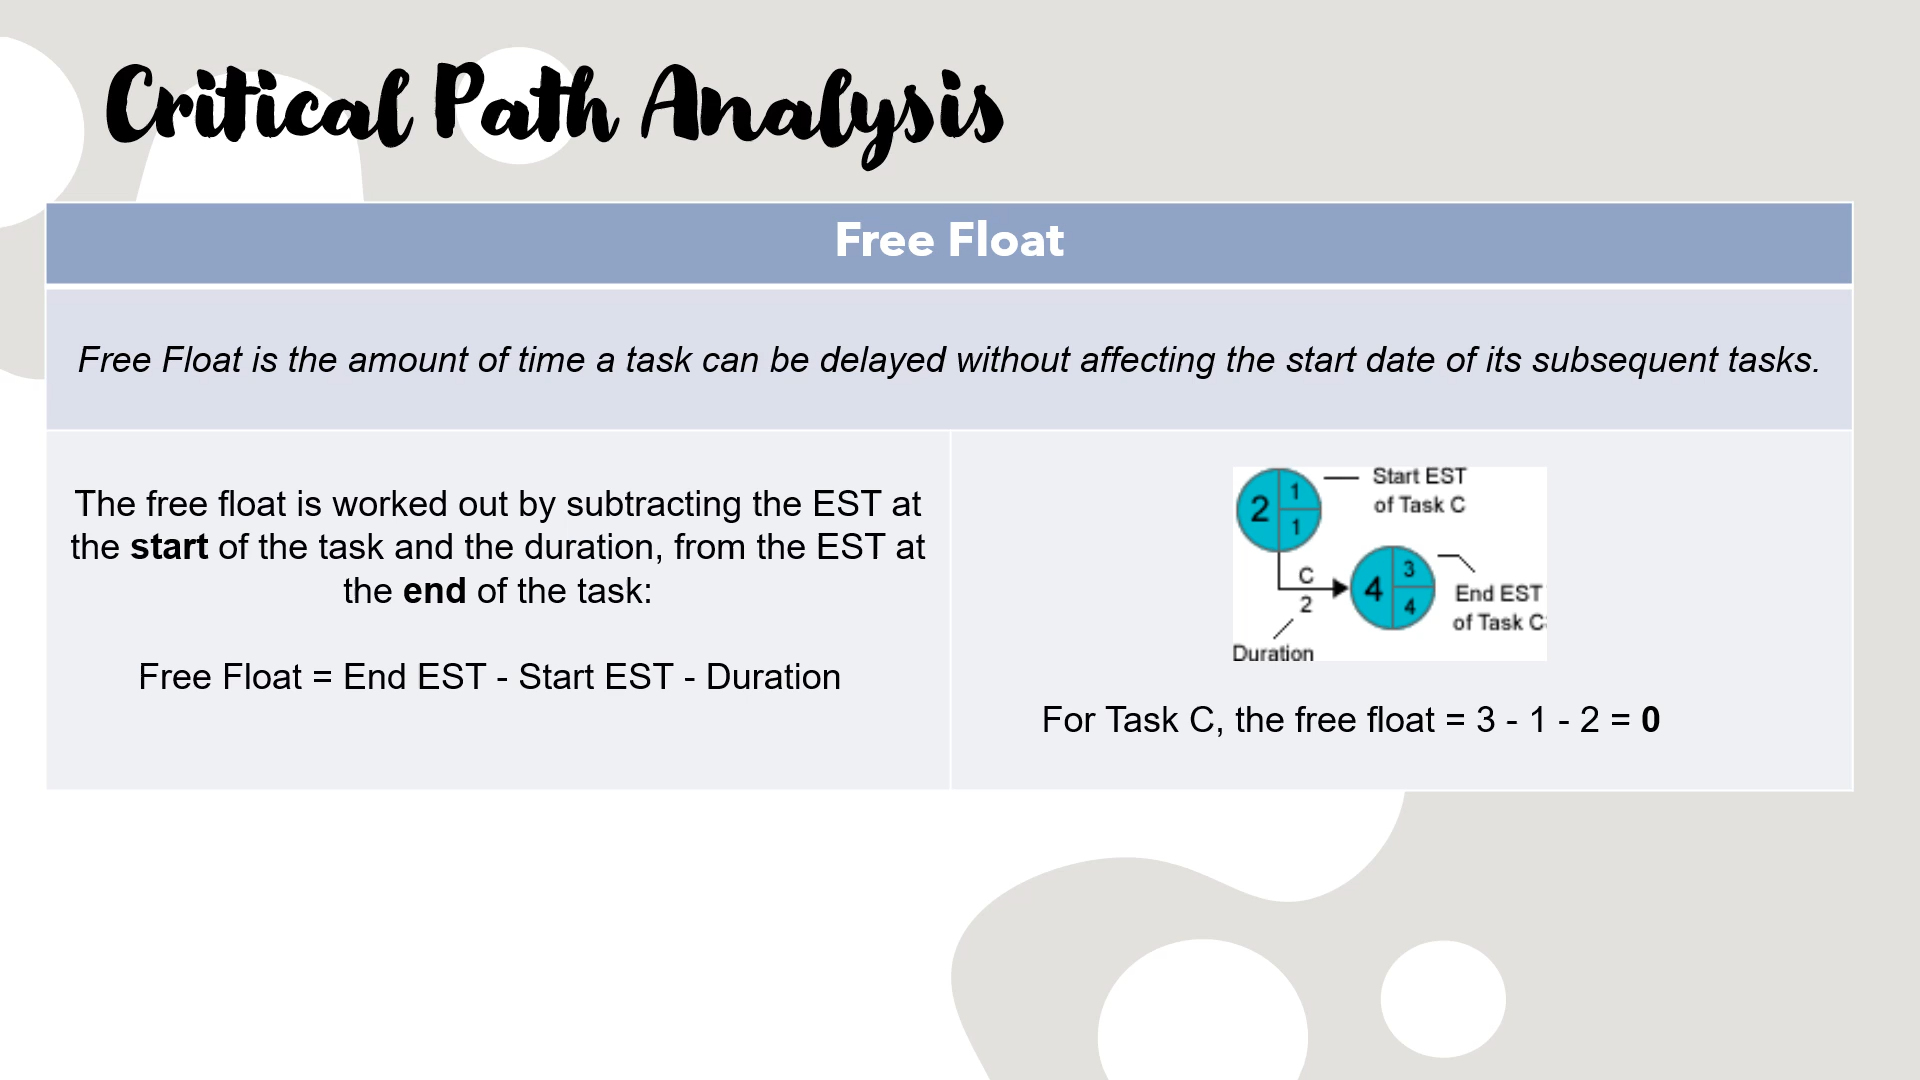 Critical Path Analysis
Free Float
Free Float is the amount of time a task can be delayed without affecting the start date of its subsequent tasks.
The free float is worked out by subtracting the EST at
the start of the task and the duration, from the EST at
the end of the task:
Free Float = End EST - Start EST - Duration
2
1
1
Start EST
of Task C
C
2
Duration
4
3
4
End EST
of Task C
For Task C, the free float = 3 - 1 - 2 = 0